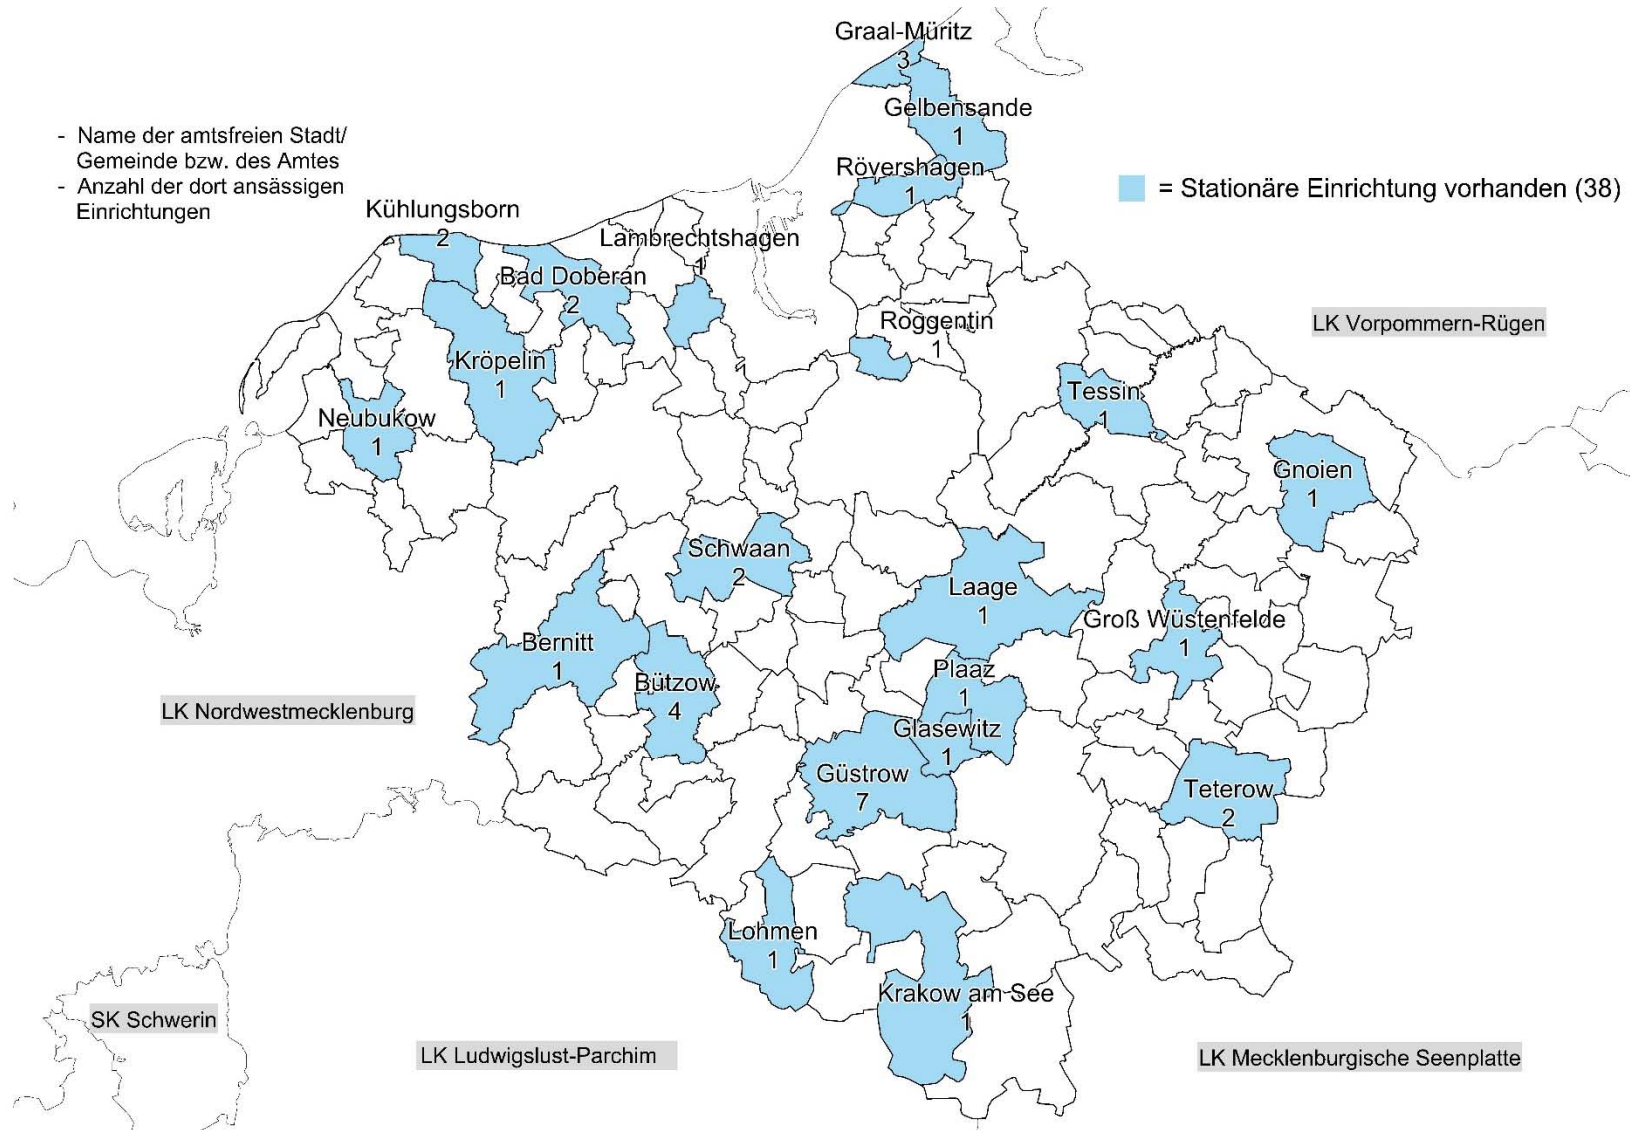 Graal-Müritz
3
Gelbensande
1
- Name der amtsfreien Stadt/
Gemeinde bzw. des Amtes
- Anzahl der dort ansässigen
Einrichtungen
Rövershagen
1
= Stationäre Einrichtung vorhanden (38)
Kühlungsborn
2
Lambrechtshagen
1
Bad Doberan
2
Roggentin
1
LK Vorpommern-Rügen
Kröpelin
1
Tessin
1
Neubukow
1
Gnoien
1
Schwaan
2
Laage
1
Groß Wüstenfelde
1
Bernitt
1
Plaaz
1
Bützow
4
LK Nordwestmecklenburg
Glasewitz
1
Güstrow
7
Teterow
2
Lohmen
1
Krakow am See
1
SK Schwerin
LK Ludwigslust-Parchim
LK Mecklenburgische Seenplatte